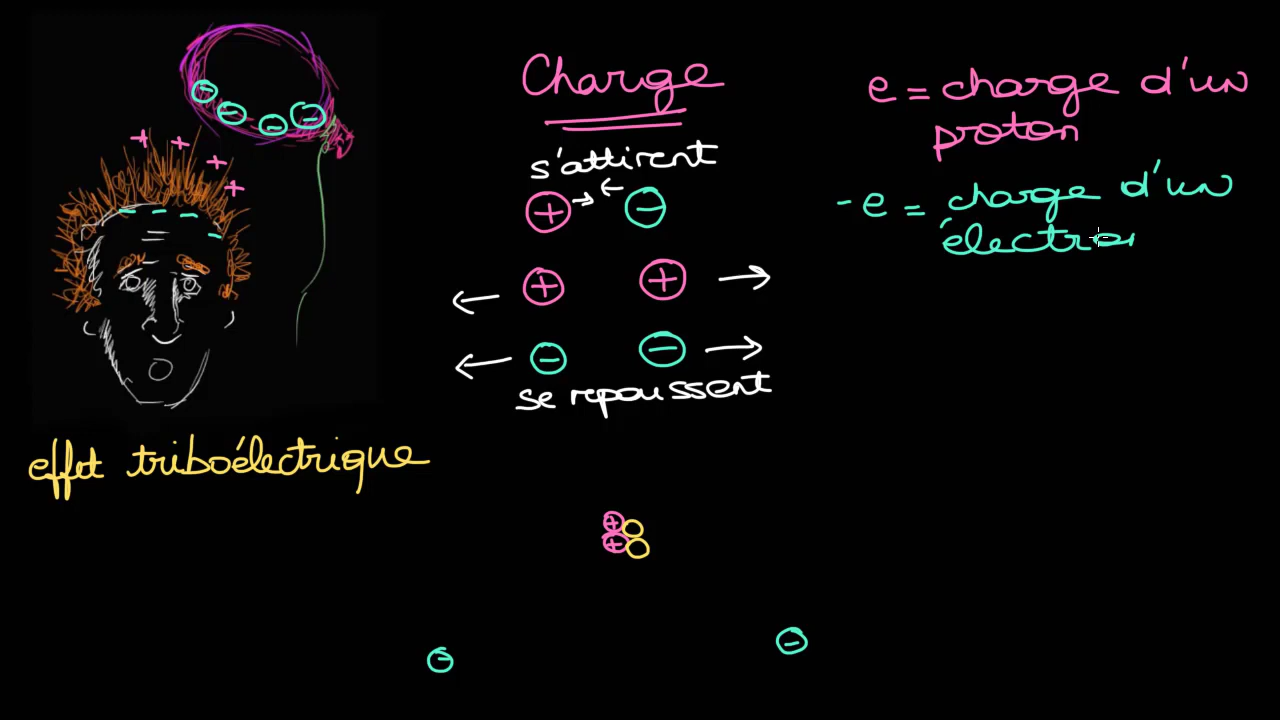 Charge
s'attirent
+ → ← -
+ + →
← - - →
se repoussent
e = charge d'un
proton
- e = charge d'un
électron
effet triboélectrique